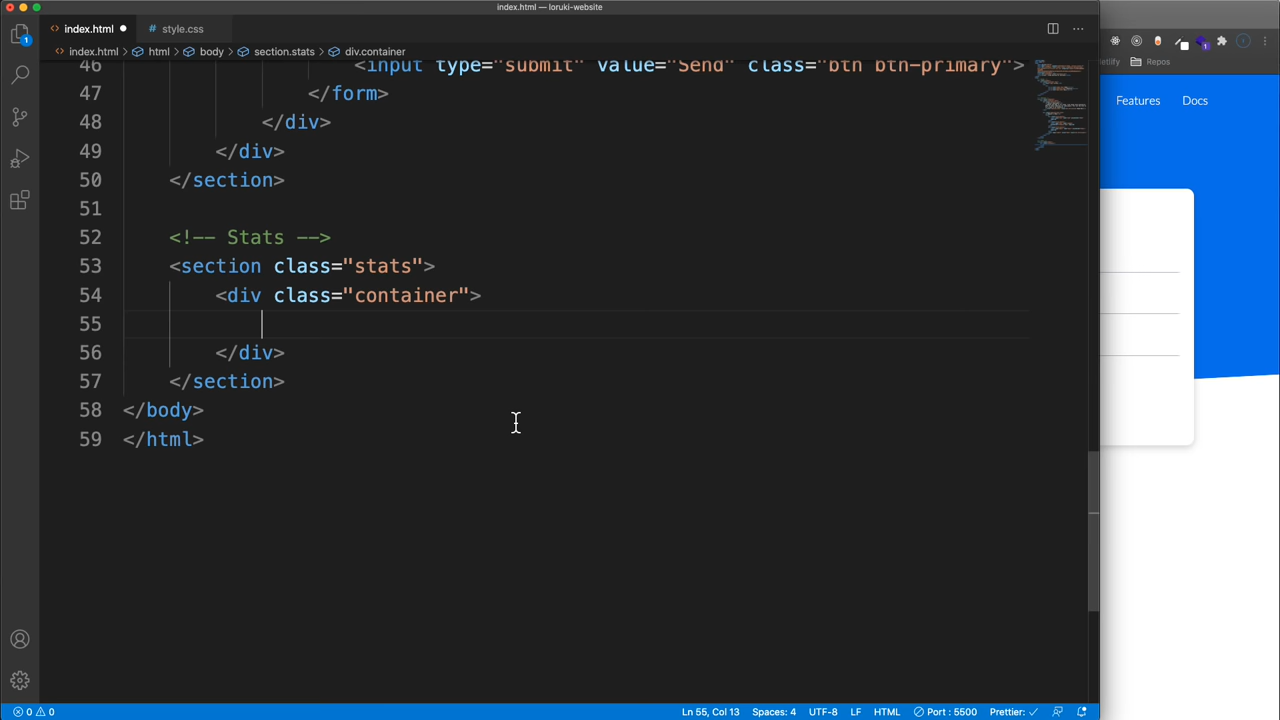 index.html — loruki-website
index.html
style.css
index.html html body section.stats div.container
46 <input type="submit" value="Send" class="btn btn-primary">
47 </form>
48 </div>
49 </div>
50 </section>
51
52 <!-- Stats -->
53 <section class="stats">
54 <div class="container">
55
56 </div>
57 </section>
58 </body>
59 </html>
1
1
Repos
Features Docs
0 0
Ln 55, Col 13 Spaces: 4 UTF-8 LF HTML Port : 5500 Prettier: ✓